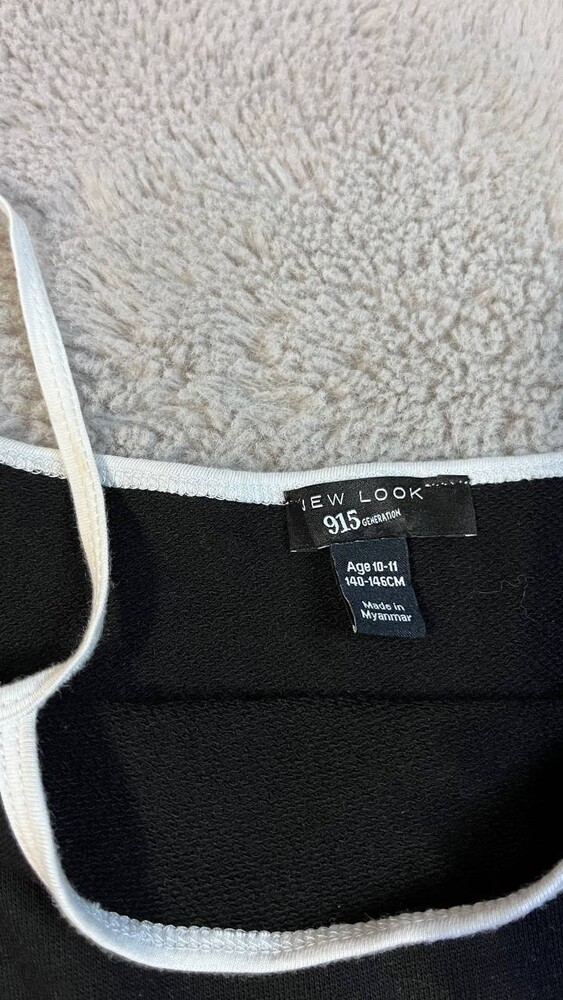 NEW LOOK
915 GENERATION
Age 10-11
140-146CM
Made in
Myanmar